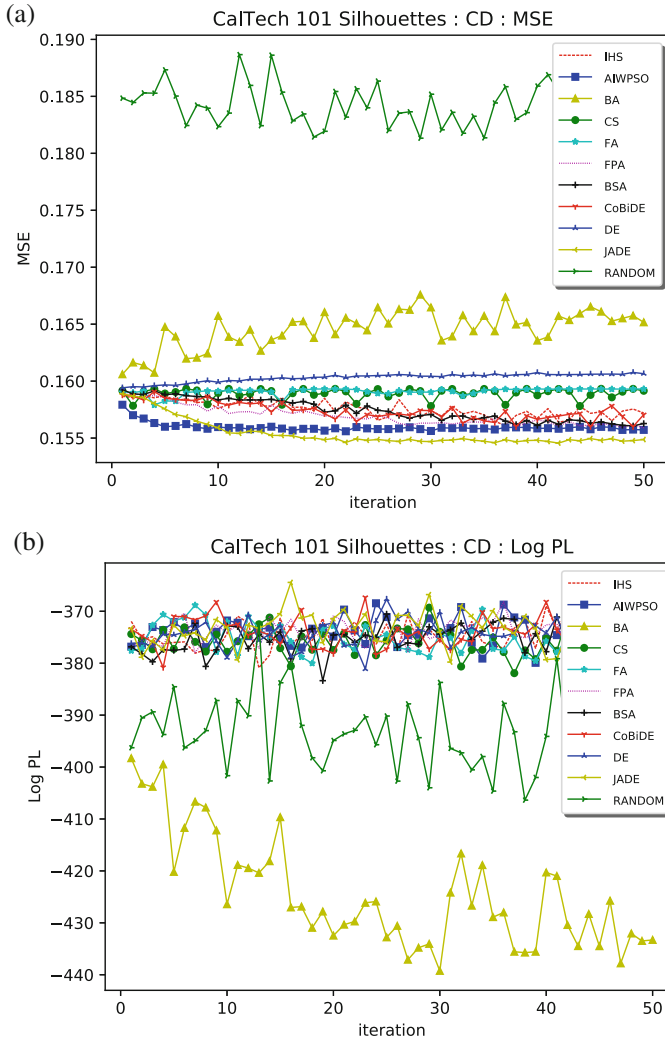 (a)
CalTech 101 Silhouettes : CD : MSE
0.190
0.185
0.180
0.175
0.170
0.165
0.160
0.155
MSE
0
10
20
30
40
50
iteration
IHS
AIWPSO
BA
CS
FA
FPA
BSA
CoBiDE
DE
JADE
RANDOM
(b)
CalTech 101 Silhouettes : CD : Log PL
−370
−380
−390
−400
−410
−420
−430
−440
Log PL
0
10
20
30
40
50
iteration
IHS
AIWPSO
BA
CS
FA
FPA
BSA
CoBiDE
DE
JADE
RANDOM